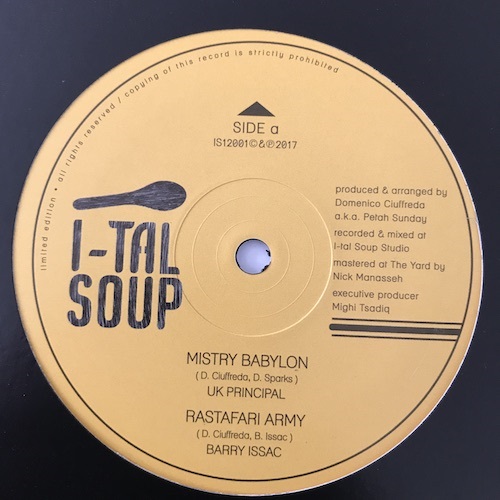 limited edition • all rights reserved / copying of this record is strictly prohibited
SIDE a
IS12001©&℗2017
I-TAL
SOUP
produced & arranged by
Domenico Ciuffreda
a.k.a. Petah Sunday
recorded & mixed at
I-tal Soup Studio
mastered at The Yard by
Nick Manasseh
executive producer
Mighi Tsadiq
MISTRY BABYLON
( D. Ciuffreda, D. Sparks )
UK PRINCIPAL
RASTAFARI ARMY
( D. Ciuffreda, B. Issac )
BARRY ISSAC